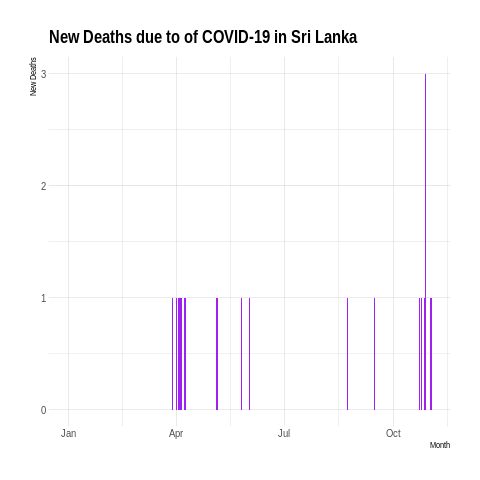 New Deaths due to of COVID-19 in Sri Lanka
New Deaths
3
2
1
0
Jan Apr Jul Oct
Month